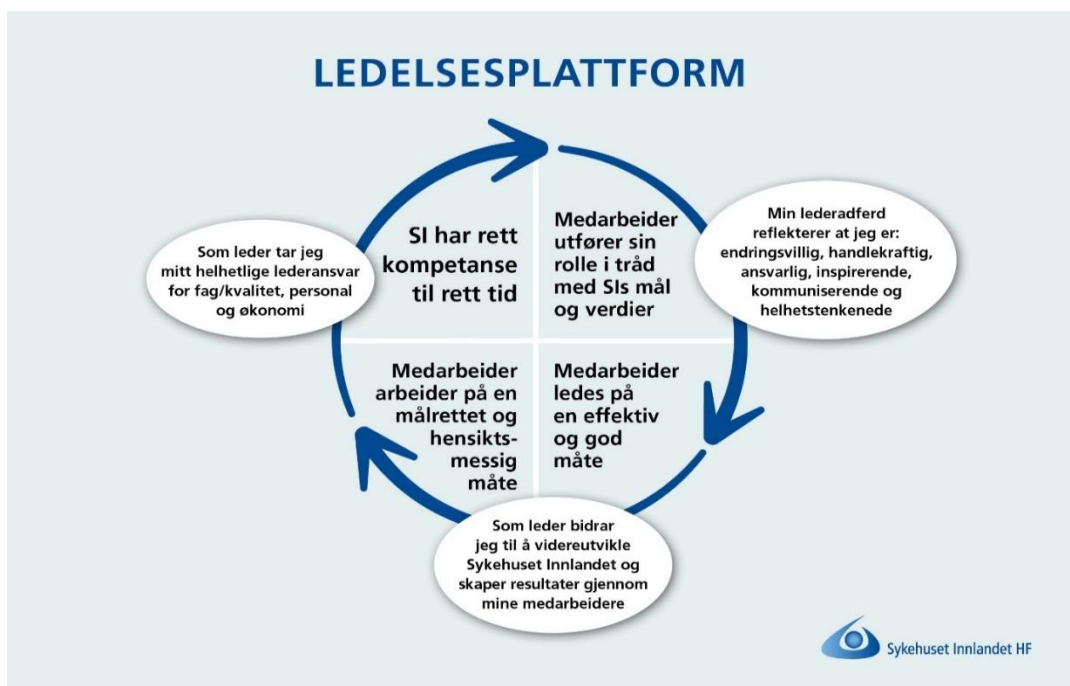 LEDELSESPLATTFORM
SI har rett
kompetanse
til rett tid
Medarbeider
utfører sin
rolle i tråd
med SIs mål
og verdier
Min lederadferd
reflekterer at jeg er:
endringsvillig, handlekraftig,
ansvarlig, inspirerende,
kommuniserende og
helhetstenkenede
Som leder tar jeg
mitt helhetlige lederansvar
for fag/kvalitet, personal
og økonomi
Medarbeider
arbeider på en
målrettet og
hensikts-
messig
måte
Medarbeider
ledes på
en effektiv
og god
måte
Som leder bidrar
jeg til å videreutvikle
Sykehuset Innlandet og
skaper resultater gjennom
mine medarbeidere
Sykehuset Innlandet HF